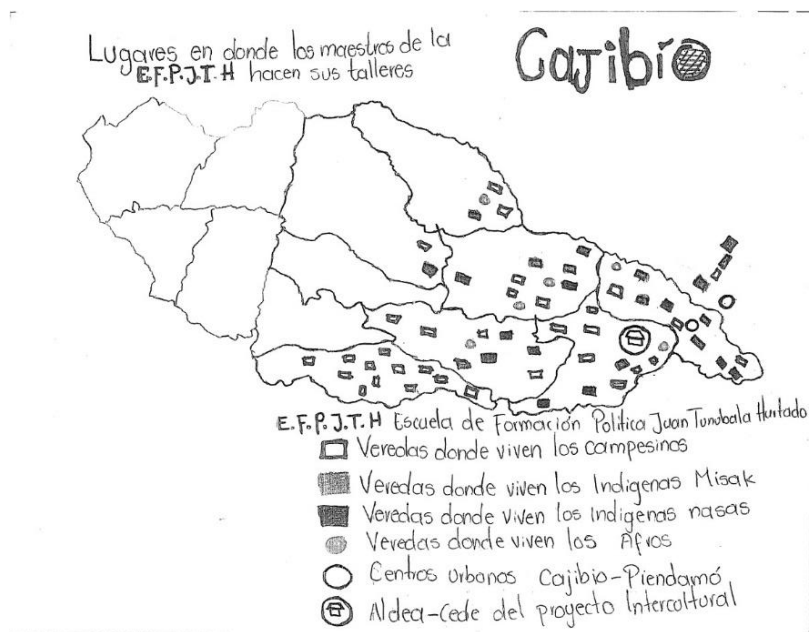 Lugares en donde los maestros de la
E.F.P.J.T.H hacen sus talleres
Cajibío
E.F.P.J.T.H Escuela de Formación Política Juan Tunubala Hurtado
Veredas donde viven los campesinos
Veredas donde viven los Indigenas Misak
Veredas donde viven los indigenas nasas
Veredas donde viven los Afros
Centros urbanos Cajibio-Piendamó
Aldea-Cede del proyecto Intercoltural